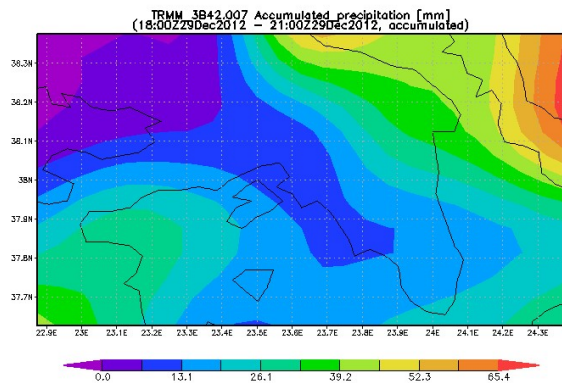 TRMM_3B42.007 Accumulated precipitation [mm]
(18:00Z29Dec2012 – 21:00Z29Dec2012, accumulated)
38.3N
38.2N
38.1N
38N
37.9N
37.8N
37.7N
22.9E 23E 23.1E 23.2E 23.3E 23.4E 23.5E 23.6E 23.7E 23.8E 23.9E 24E 24.1E 24.2E 24.3E
0.0 13.1 26.1 39.2 52.3 65.4